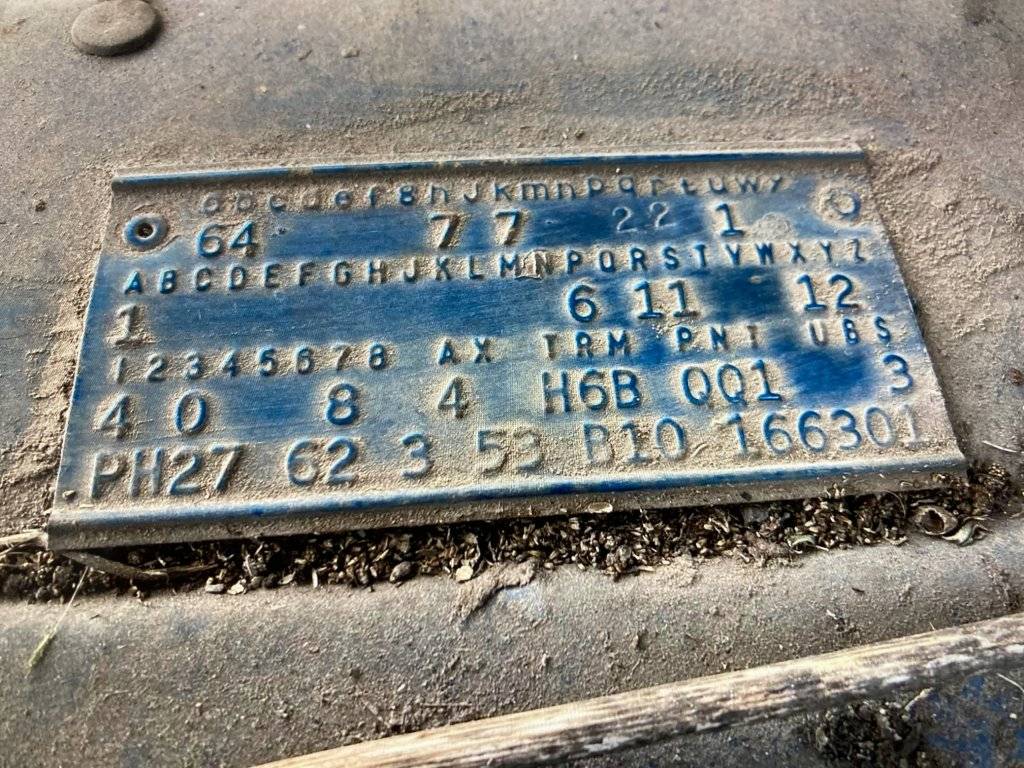 abcdefghjkmnpqrtuwy
64 7 7 22 1
ABCDEFGHJKLMNPQRSTVWXYZ
1 6 11 12
12345678 AX TRM PNT UBS
4 0 8 4 H6B QQ1 3
PH27 62 3 53 B10 166301